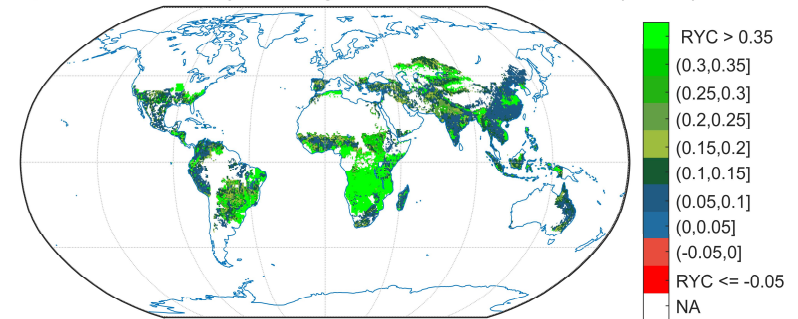 RYC > 0.35
(0.3,0.35]
(0.25,0.3]
(0.2,0.25]
(0.15,0.2]
(0.1,0.15]
(0.05,0.1]
(0,0.05]
(-0.05,0]
RYC <= -0.05
NA